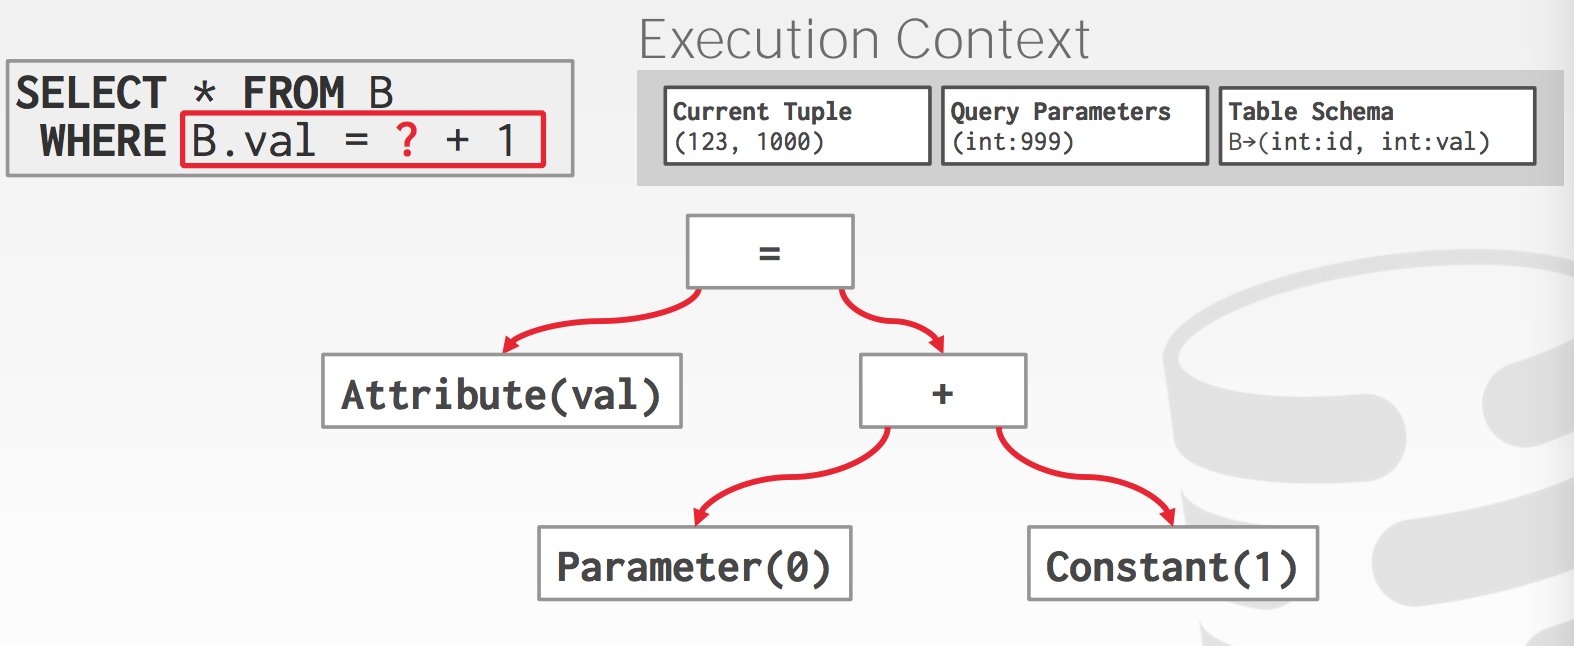 Execution Context
SELECT * FROM B
WHERE B.val = ? + 1
Current Tuple
(123, 1000)
Query Parameters
(int:999)
Table Schema
B→(int:id, int:val)
=
Attribute(val)
+
Parameter(0)
Constant(1)